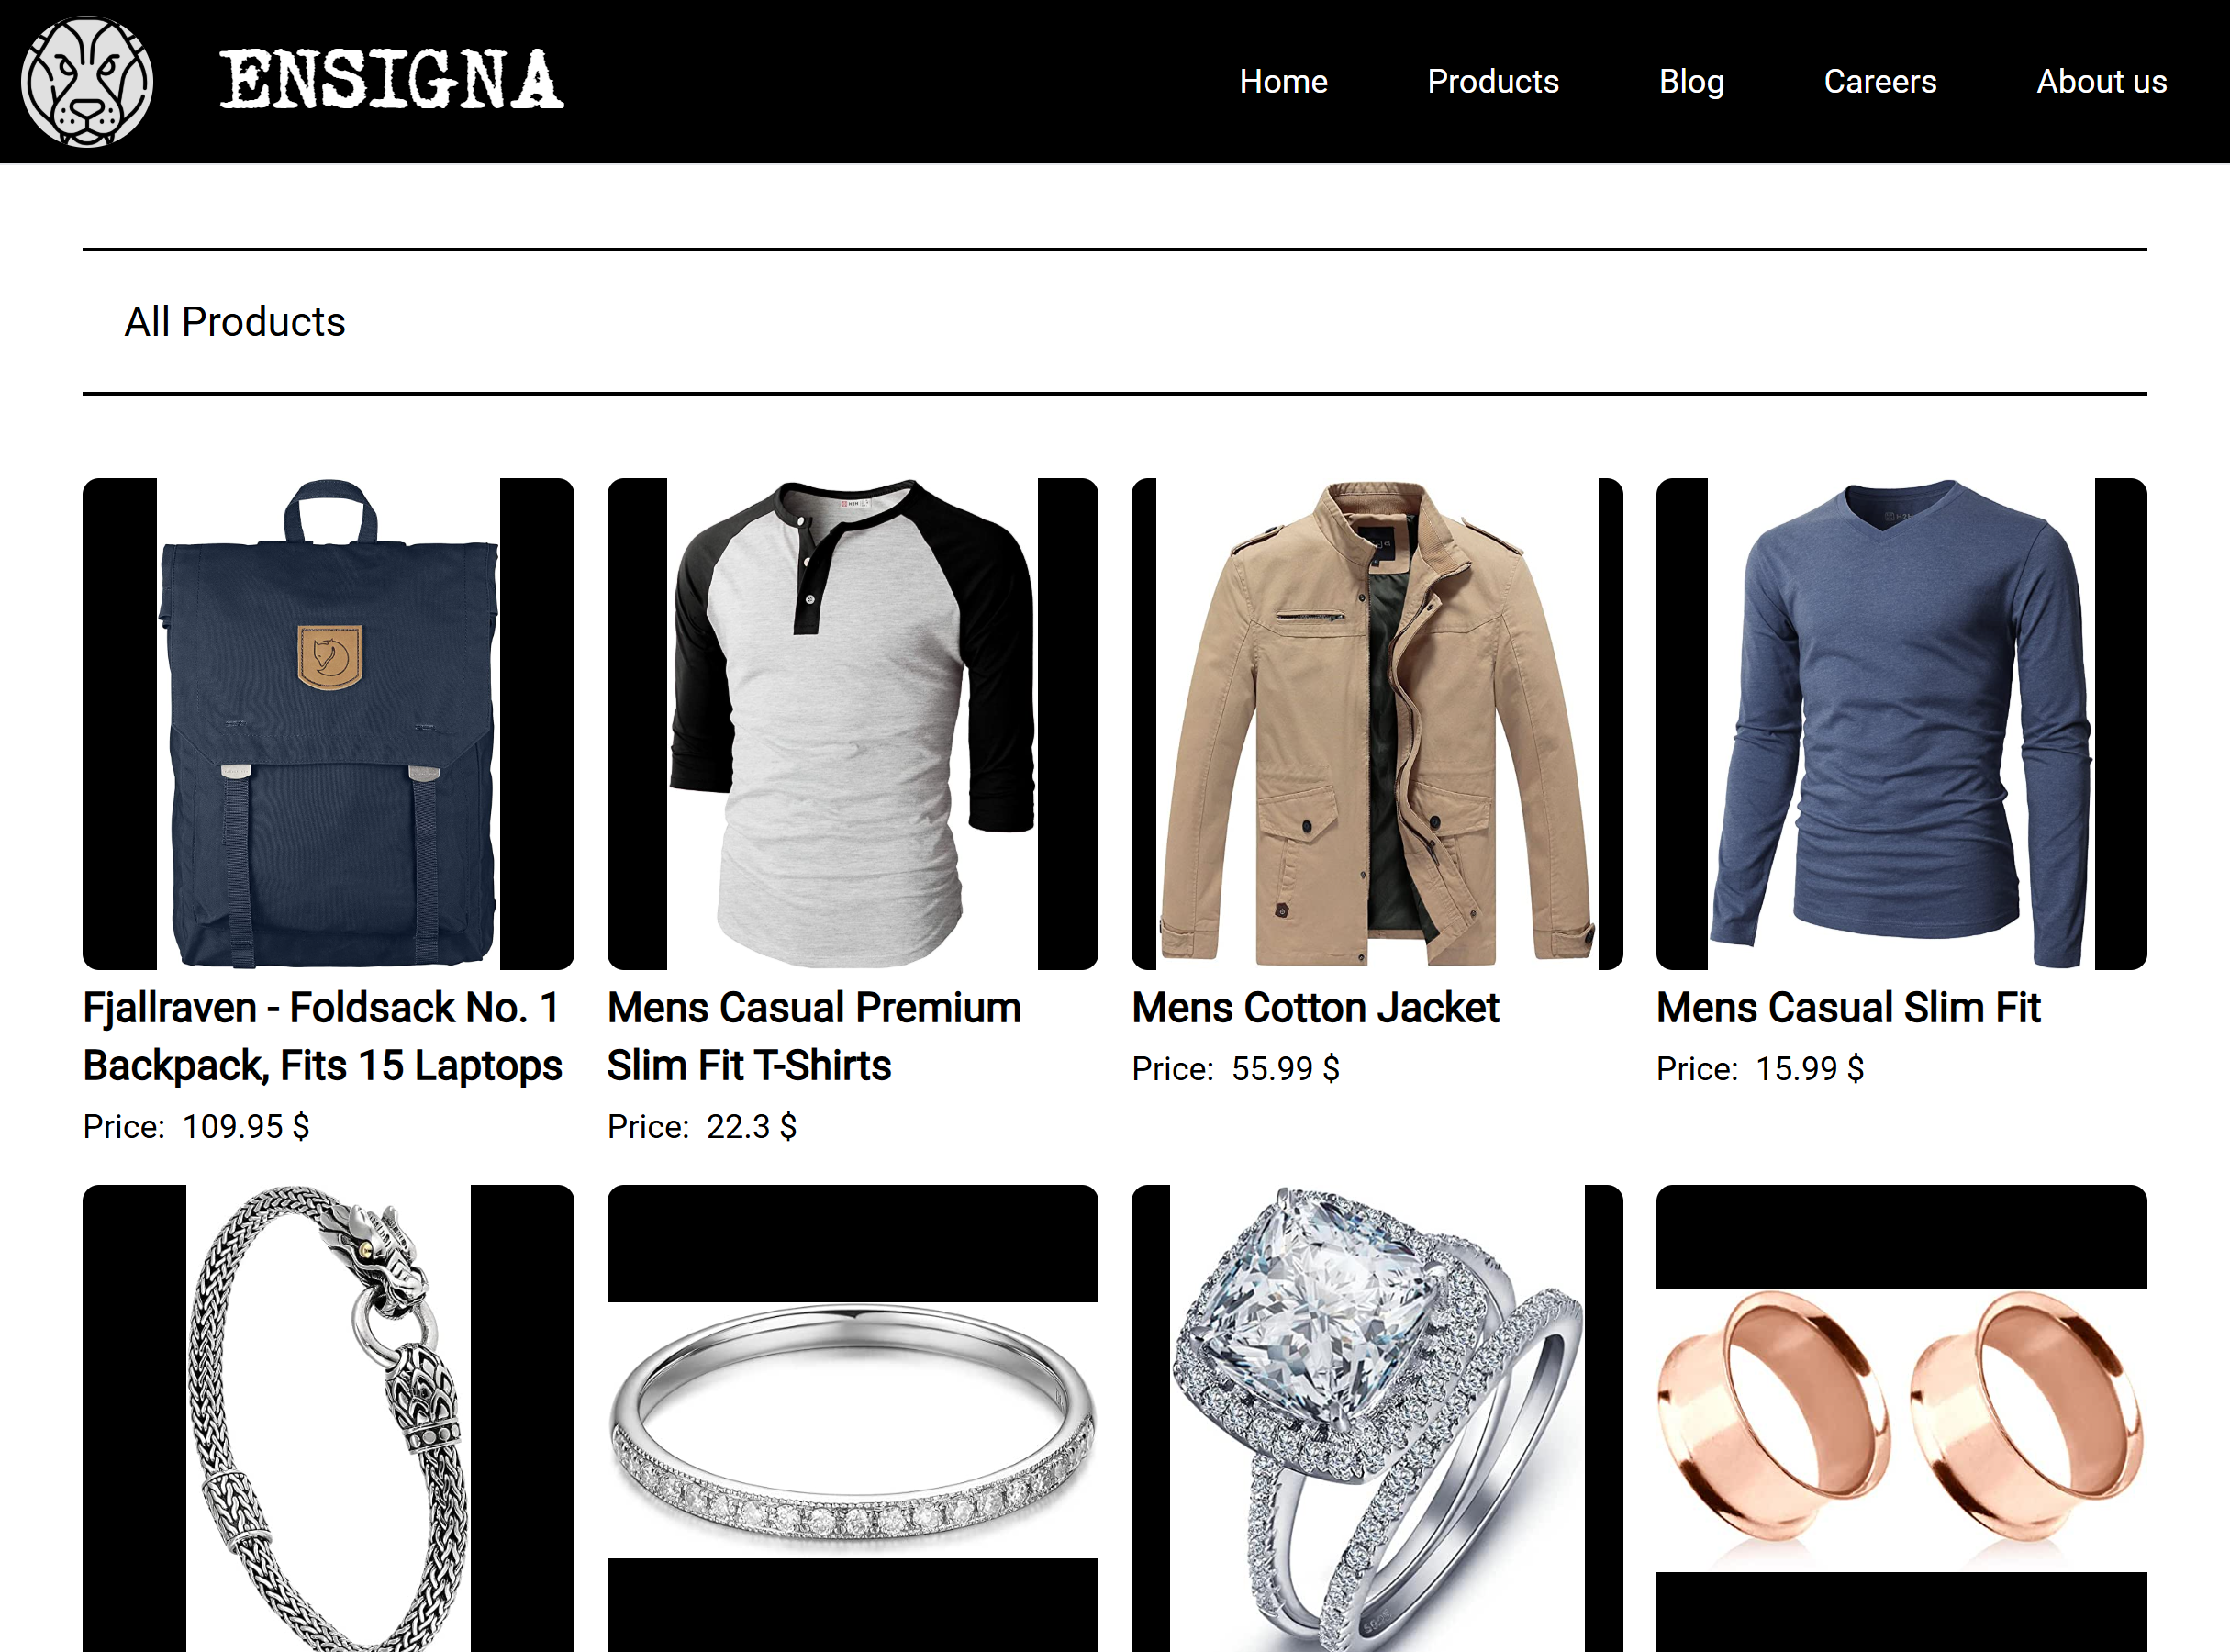 ENSIGNA
Home Products Blog Careers About us
All Products
Fjallraven - Foldsack No. 1
Backpack, Fits 15 Laptops
Price: 109.95 $
Mens Casual Premium
Slim Fit T-Shirts
Price: 22.3 $
Mens Cotton Jacket
Price: 55.99 $
Mens Casual Slim Fit
Price: 15.99 $